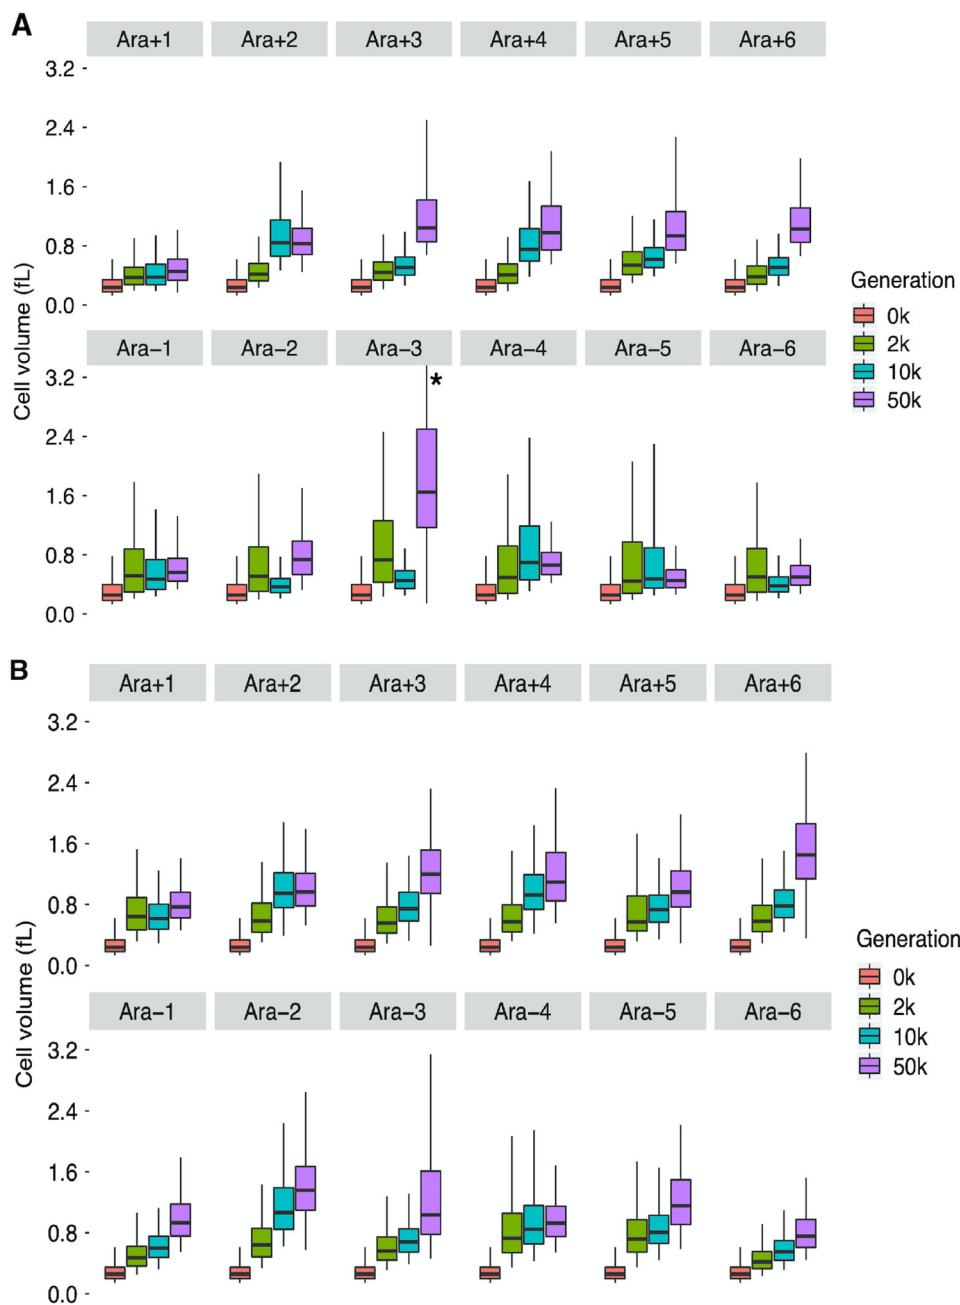 A
Ara+1 Ara+2 Ara+3 Ara+4 Ara+5 Ara+6
3.2
2.4
1.6
0.8
0.0
Cell volume (fL)
Ara−1 Ara−2 Ara−3 Ara−4 Ara−5 Ara−6
3.2
*
2.4
1.6
0.8
0.0
Generation
0k
2k
10k
50k
B
Ara+1 Ara+2 Ara+3 Ara+4 Ara+5 Ara+6
3.2
2.4
1.6
0.8
0.0
Cell volume (fL)
Ara−1 Ara−2 Ara−3 Ara−4 Ara−5 Ara−6
3.2
2.4
1.6
0.8
0.0
Generation
0k
2k
10k
50k